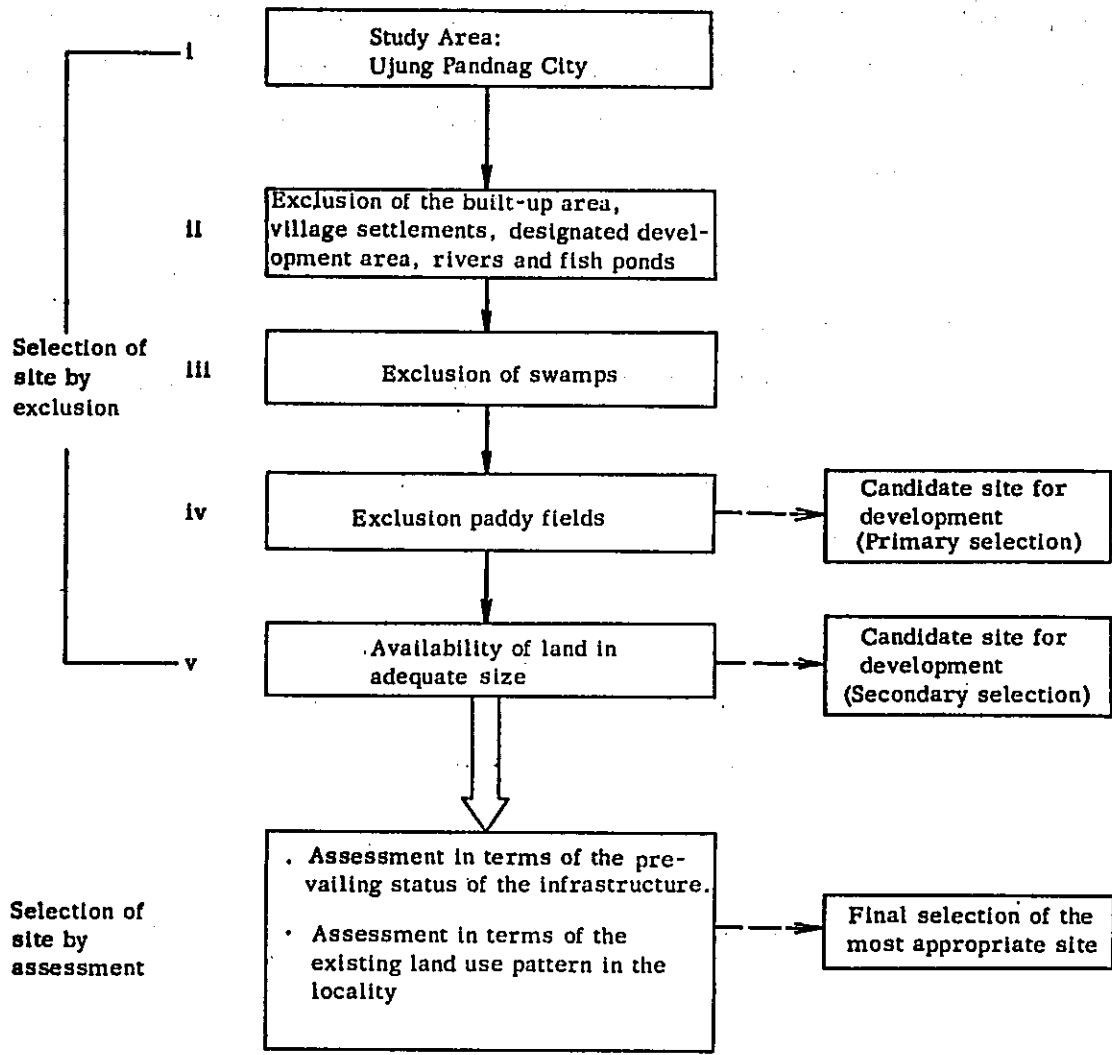 i
Study Area:
Ujung Pandnag City
ii
Exclusion of the built-up area,
village settlements, designated devel-
opment area, rivers and fish ponds
Selection of
site by
exclusion
iii
Exclusion of swamps
iv
Exclusion paddy fields
Candidate site for
development
(Primary selection)
v
.Availability of land in
adequate size
Candidate site for
development
(Secondary selection)
Selection of
site by
assessment
. Assessment in terms of the pre-
vailing status of the infrastructure.
· Assessment in terms of the
existing land use pattern in the
locality
Final selection of the
most appropriate site